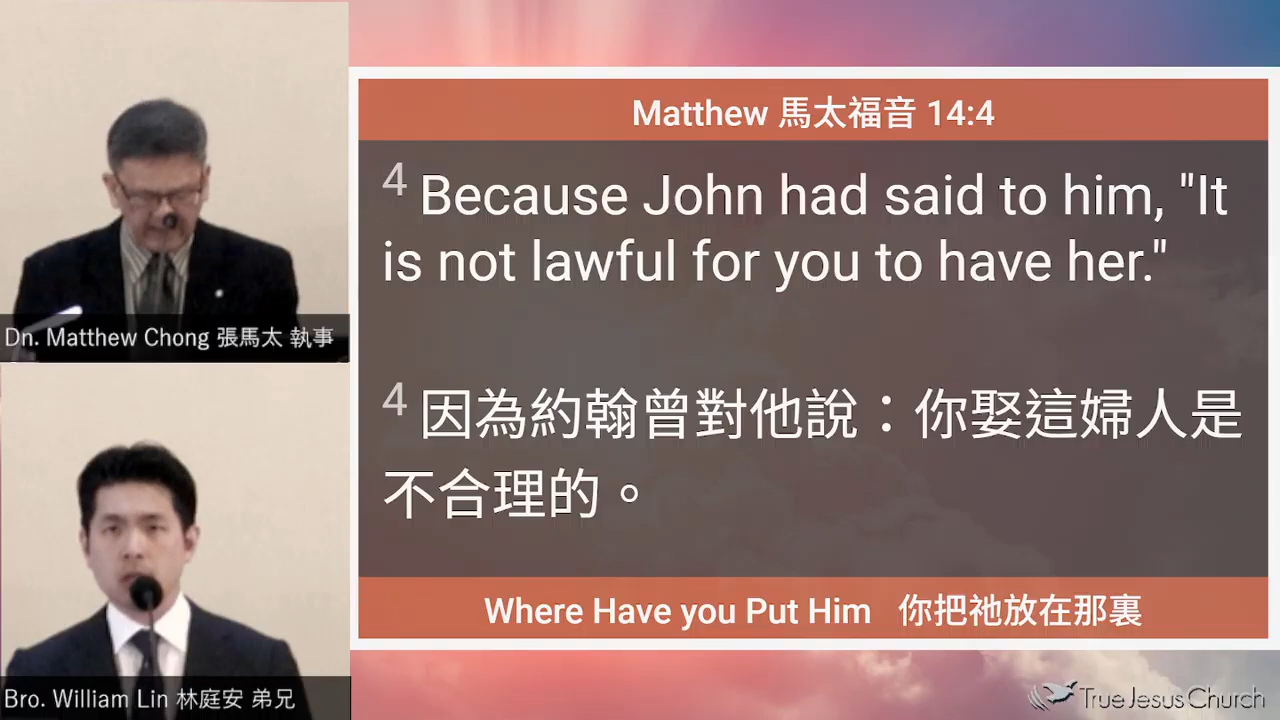 Dn. Matthew Chong 張馬太 執事
Bro. William Lin 林庭安 弟兄
Matthew 馬太福音 14:4
4 Because John had said to him, "It
is not lawful for you to have her."
4 因為約翰曾對他說：你娶這婦人是
不合理的。
Where Have you Put Him 你把祂放在那裏
True Jesus Church